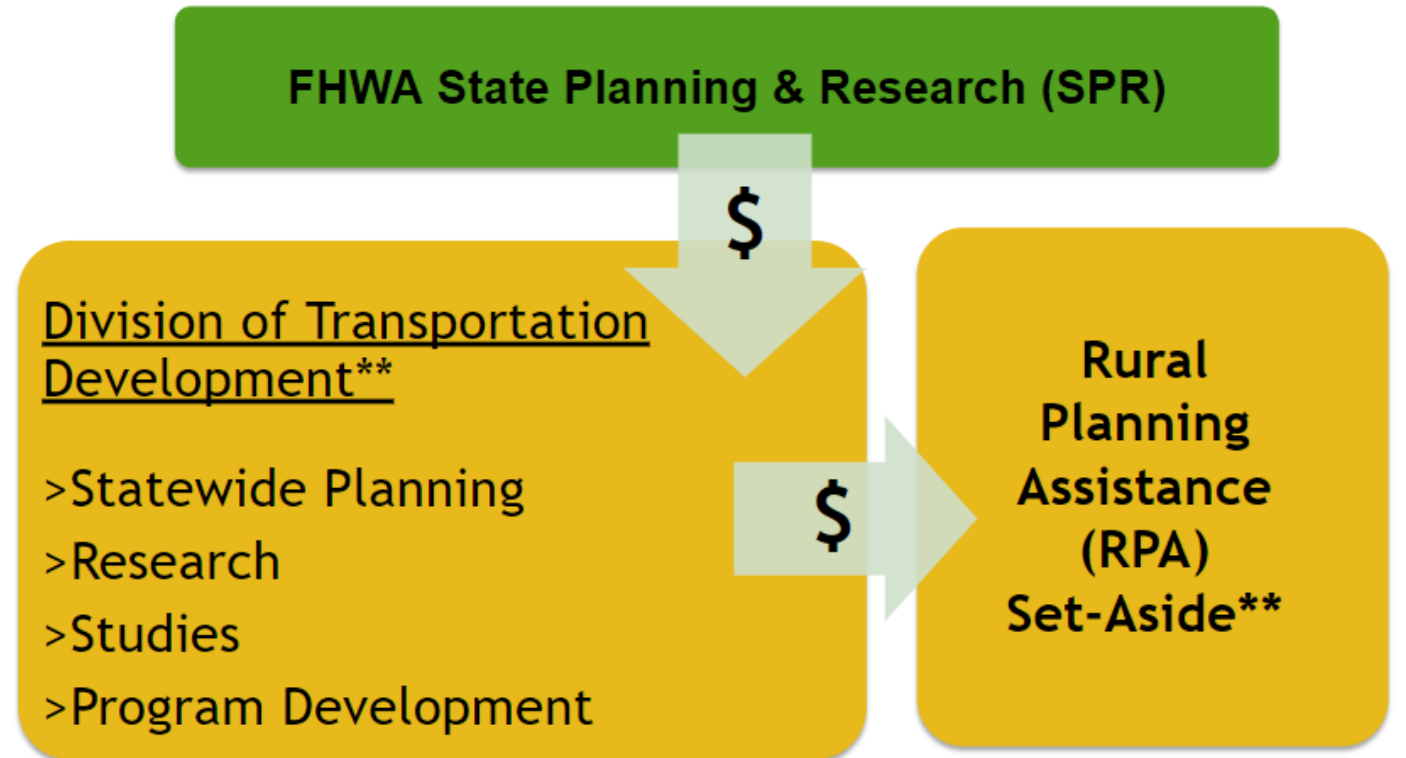 FHWA State Planning & Research (SPR)
$
Division of Transportation
Development**
>Statewide Planning
>Research
>Studies
>Program Development
$
Rural
Planning
Assistance
(RPA)
Set-Aside**